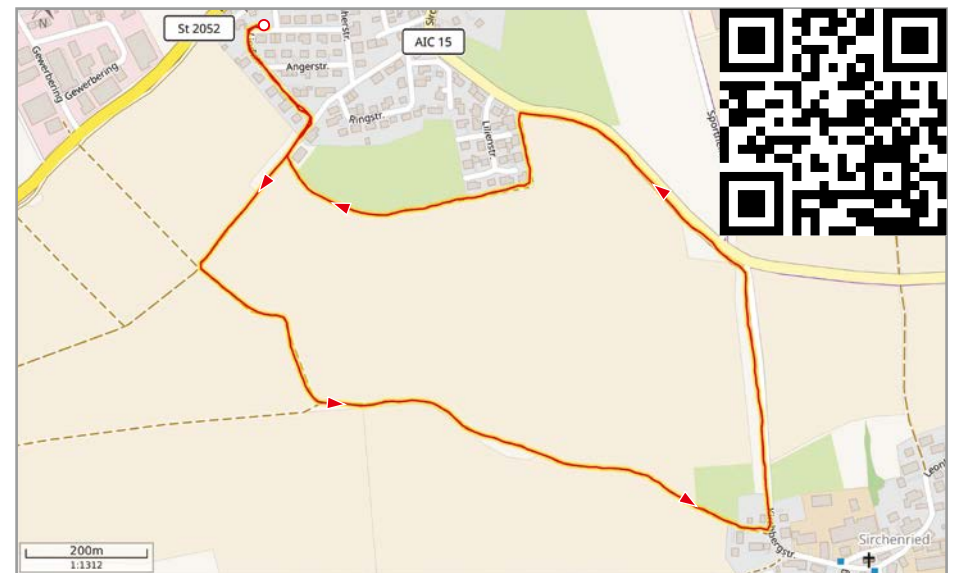 St 2052
AIC 15
Gewerbering
Gewerbering
Angerstr.
Ringstr.
Lilienstr.
Sirchenried
200m
1:1312